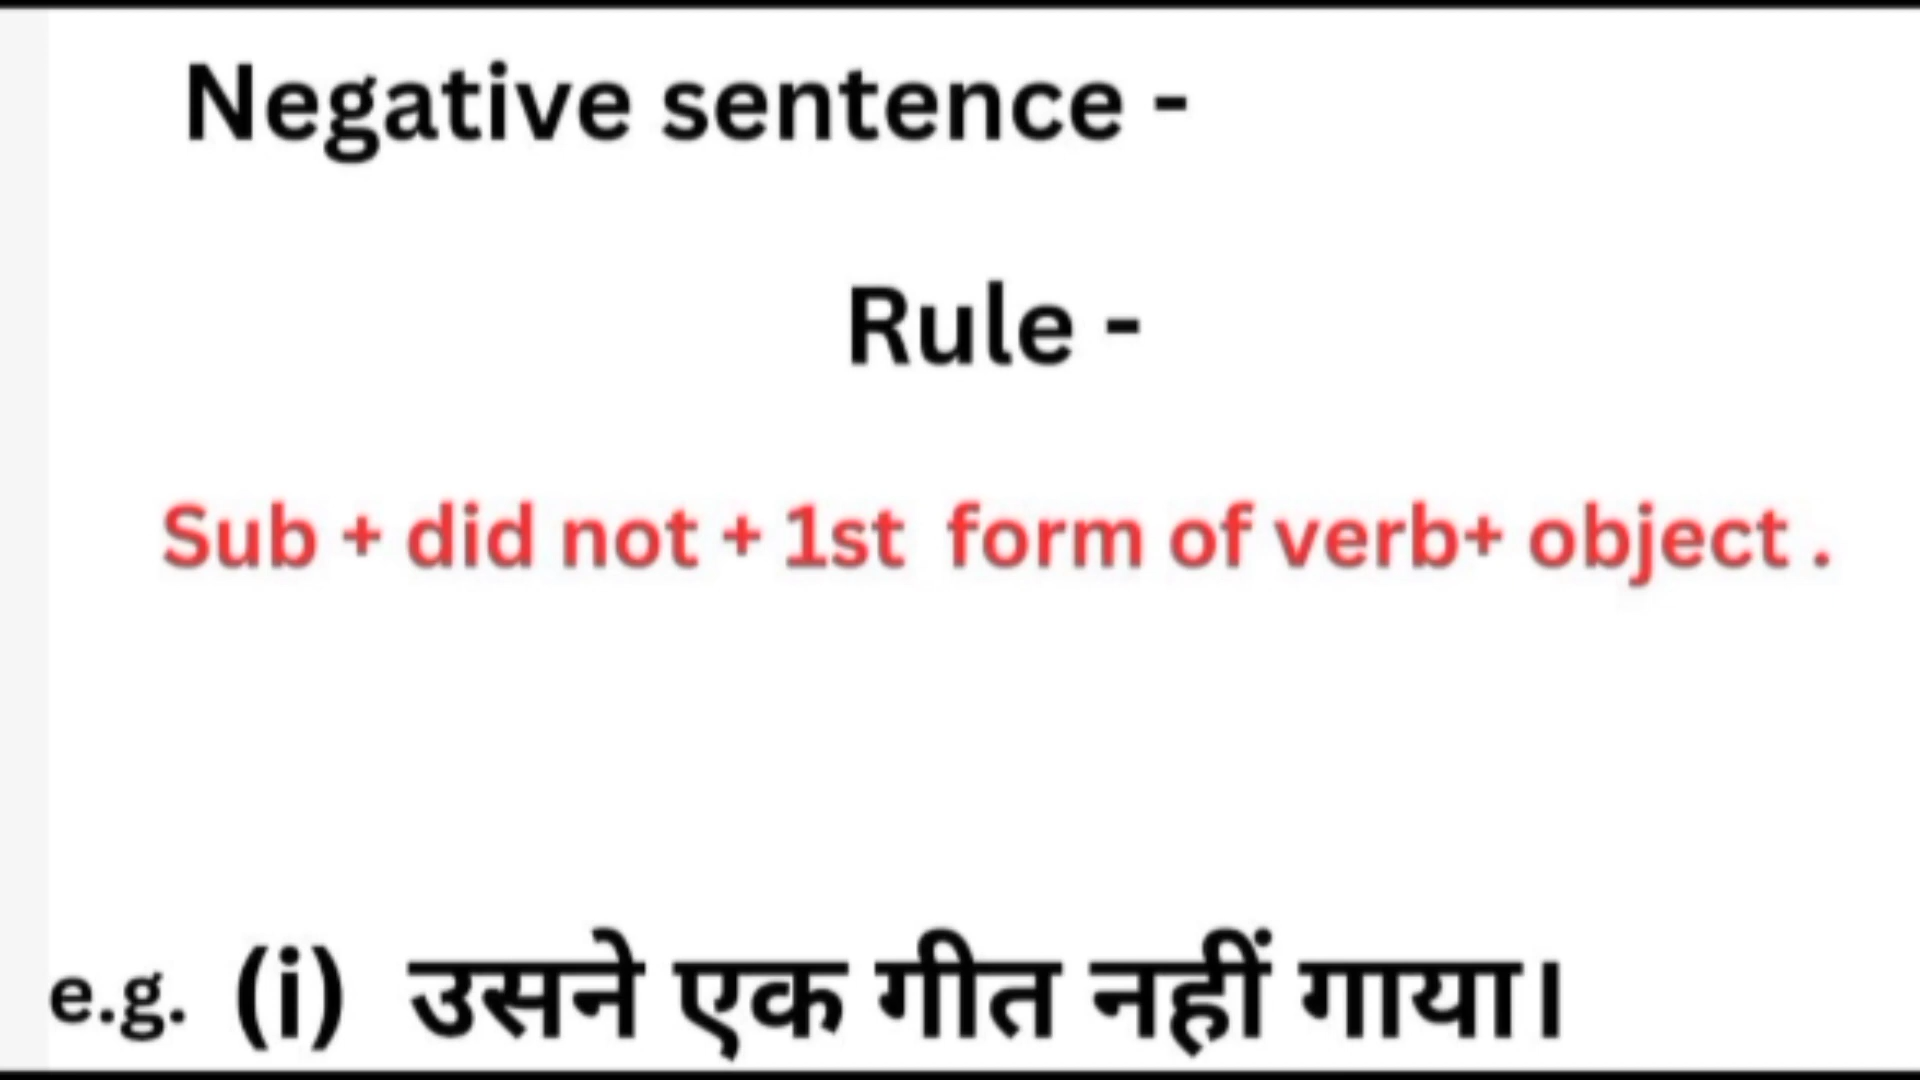 Negative sentence -
Rule -
Sub + did not + 1st form of verb+ object .
e.g. (i) उसने एक गीत नहीं गाया।